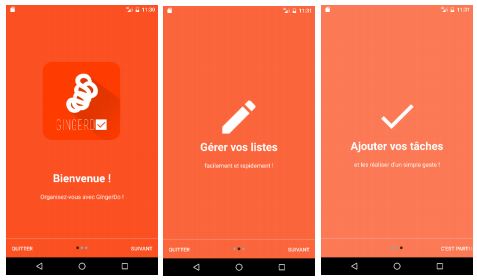 11:30
GINGERDO
Bienvenue !
Organisez-vous avec GingerDo !
QUITTER
SUIVANT
11:31
Gérer vos listes
facilement et rapidement !
QUITTER
SUIVANT
11:31
Ajouter vos tâches
et les réaliser d'un simple geste !
C'EST PARTI !